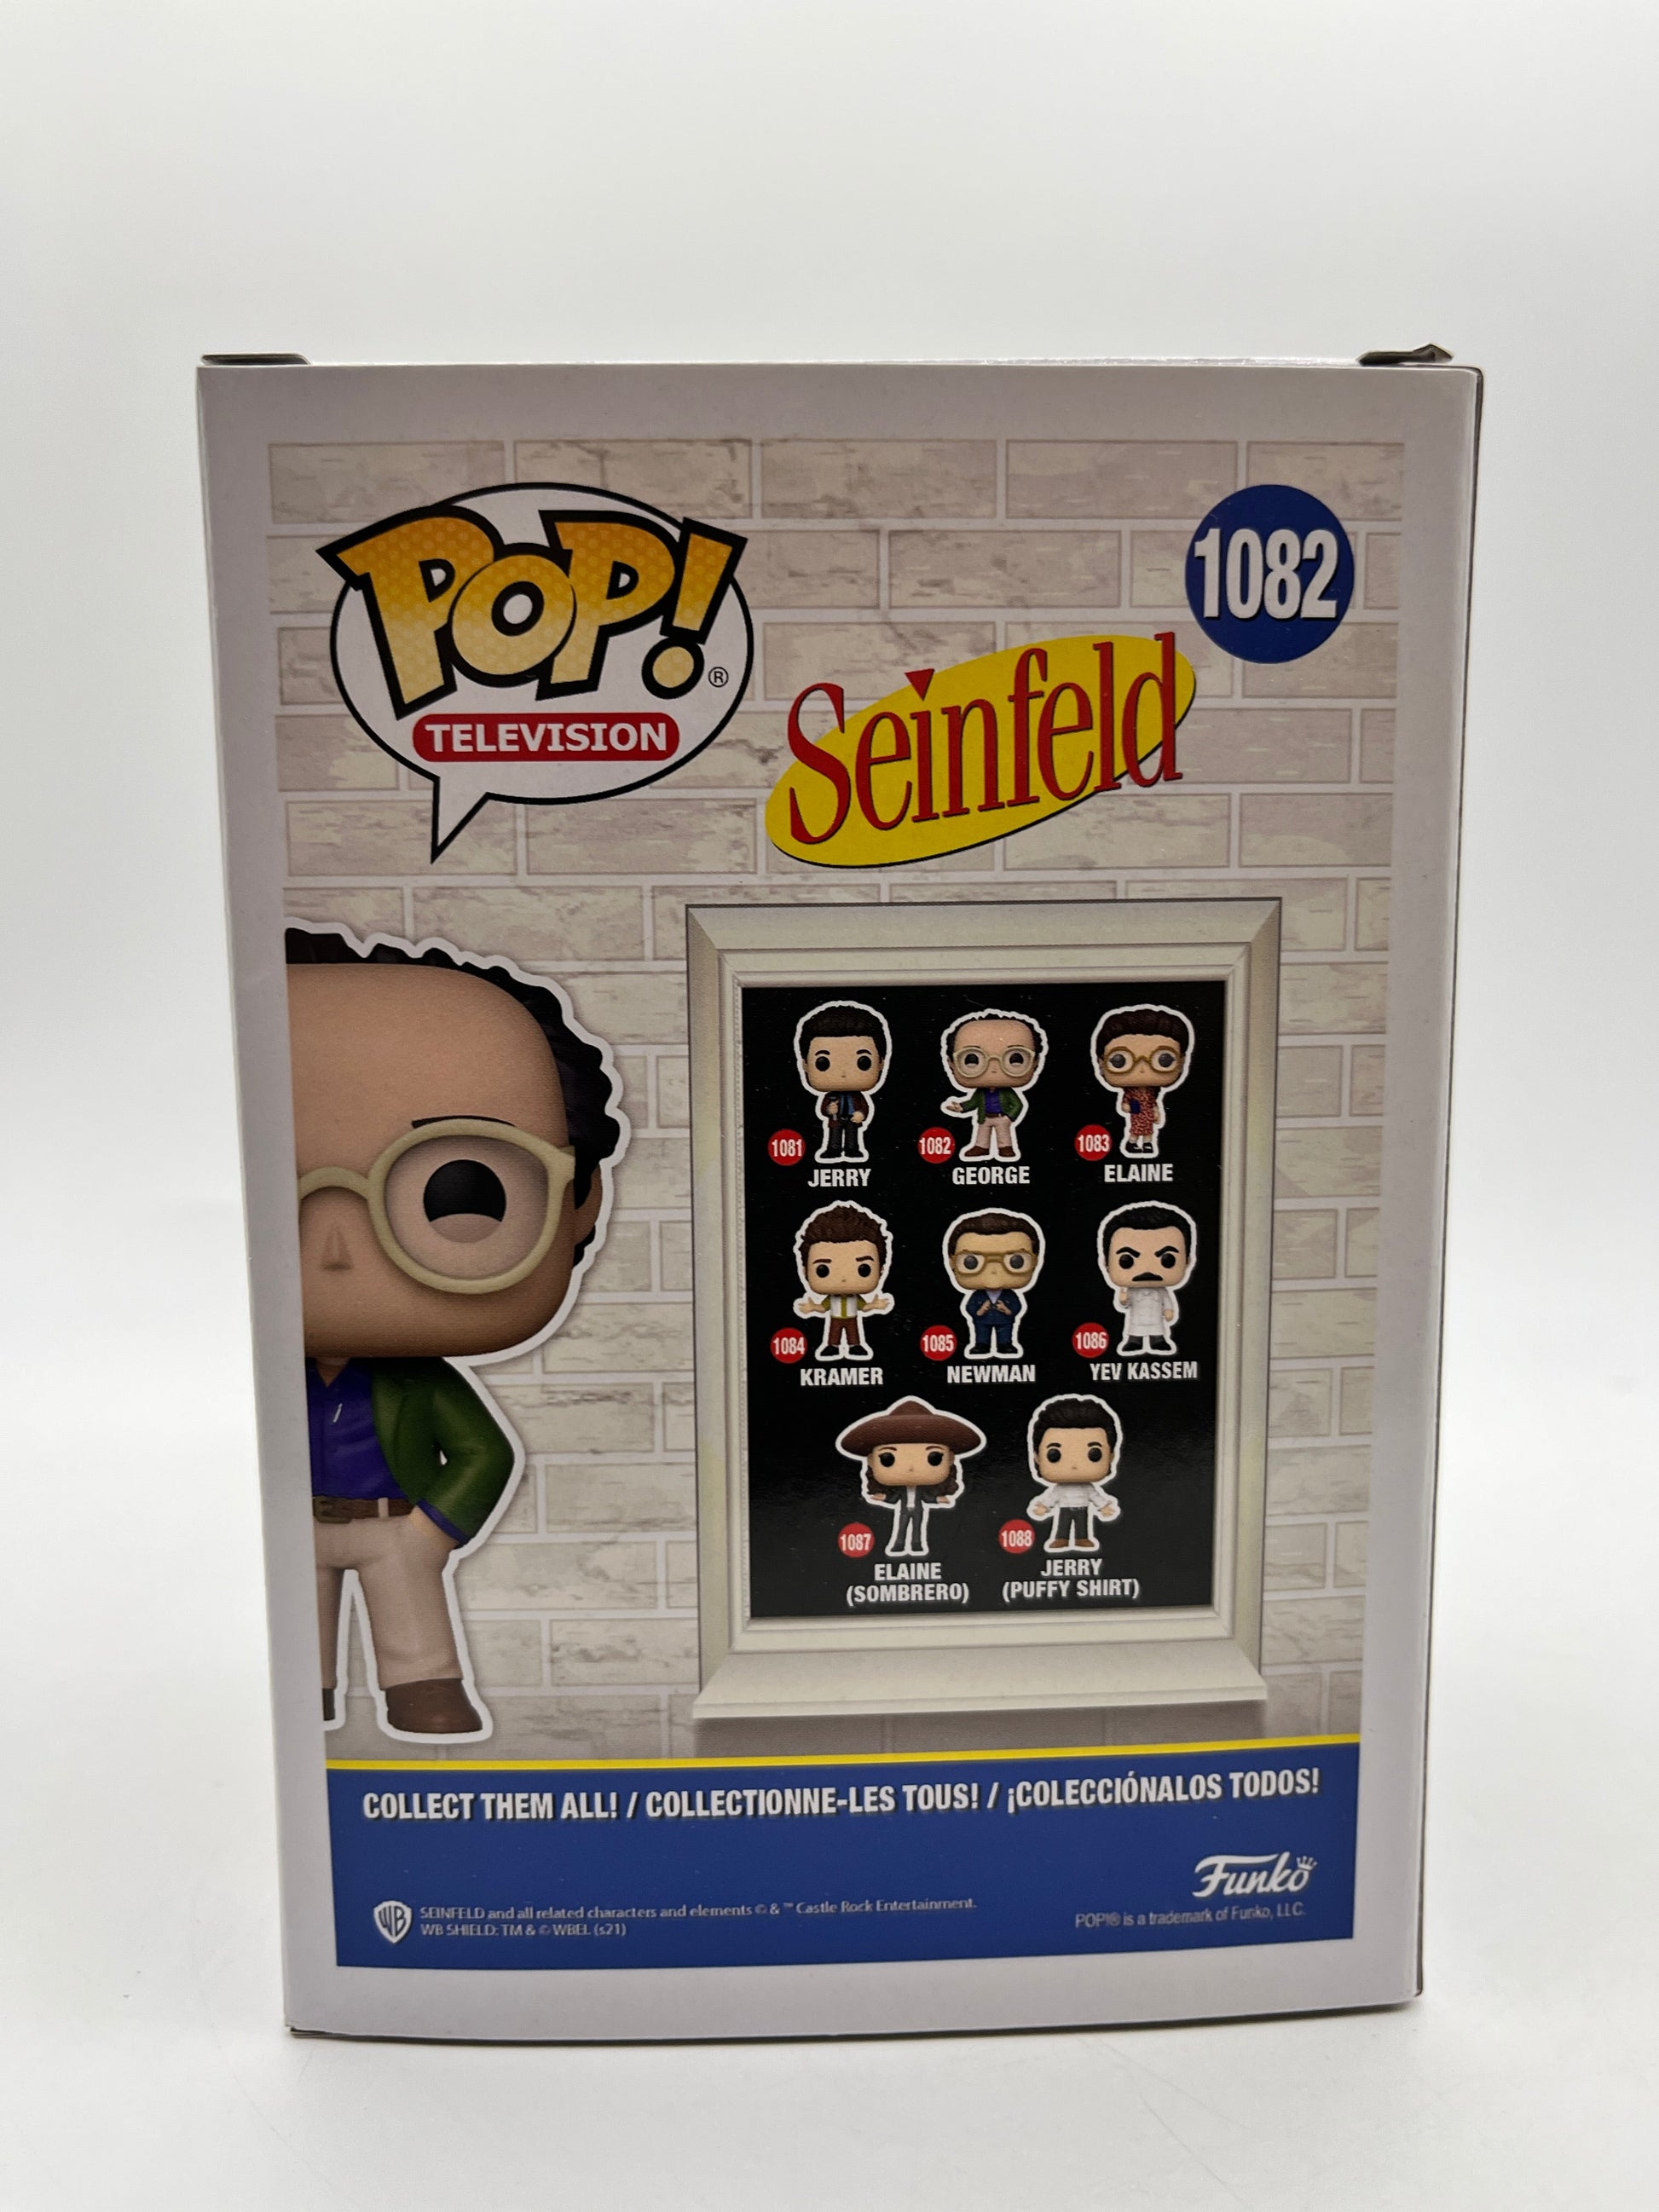 POP!®
TELEVISION
1082
Seinfeld
1081
JERRY
1082
GEORGE
1083
ELAINE
1084
KRAMER
1085
NEWMAN
1086
YEV KASSEM
1087
ELAINE
(SOMBRERO)
1088
JERRY
(PUFFY SHIRT)
COLLECT THEM ALL! / COLLECTIONNE-LES TOUS! / ¡COLECCIÓNALOS TODOS!
Funko
WB
SEINFELD and all related characters and elements © & ™ Castle Rock Entertainment.
WB SHIELD: TM & © WBEI. (s21)
POP!® is a trademark of Funko, LLC.